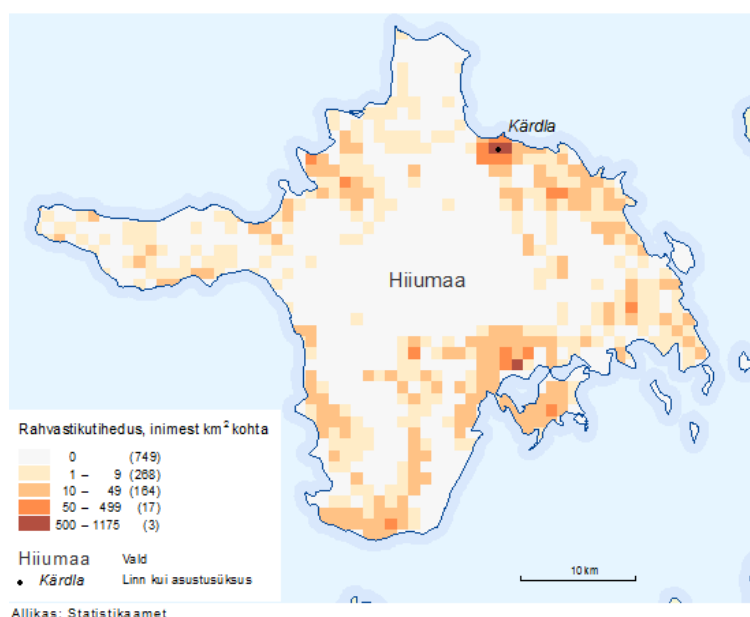 Kärdla
Hiiumaa
Rahvastikutihedus, inimest km² kohta
0 (749)
1 – 9 (268)
10 – 49 (164)
50 – 499 (17)
500 – 1175 (3)
Hiiumaa Vald
Kärdla Linn kui asustusüksus
10 km
Allikas: Statistikaamet